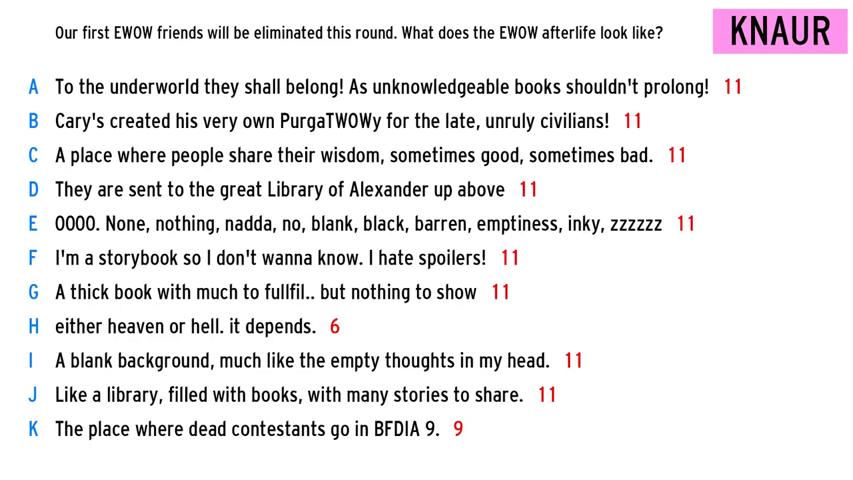 Our first EWOW friends will be eliminated this round. What does the EWOW afterlife look like?
KNAUR
A To the underworld they shall belong! As unknowledgeable books shouldn't prolong! 11
B Cary's created his very own PurgaTWOWy for the late, unruly civilians! 11
C A place where people share their wisdom, sometimes good, sometimes bad. 11
D They are sent to the great Library of Alexander up above 11
E OOOO. None, nothing, nadda, no, blank, black, barren, emptiness, inky, zzzzzz 11
F I'm a storybook so I don't wanna know. I hate spoilers! 11
G A thick book with much to fullfil.. but nothing to show 11
H either heaven or hell. it depends. 6
I A blank background, much like the empty thoughts in my head. 11
J Like a library, filled with books, with many stories to share. 11
K The place where dead contestants go in BFDIA 9. 9